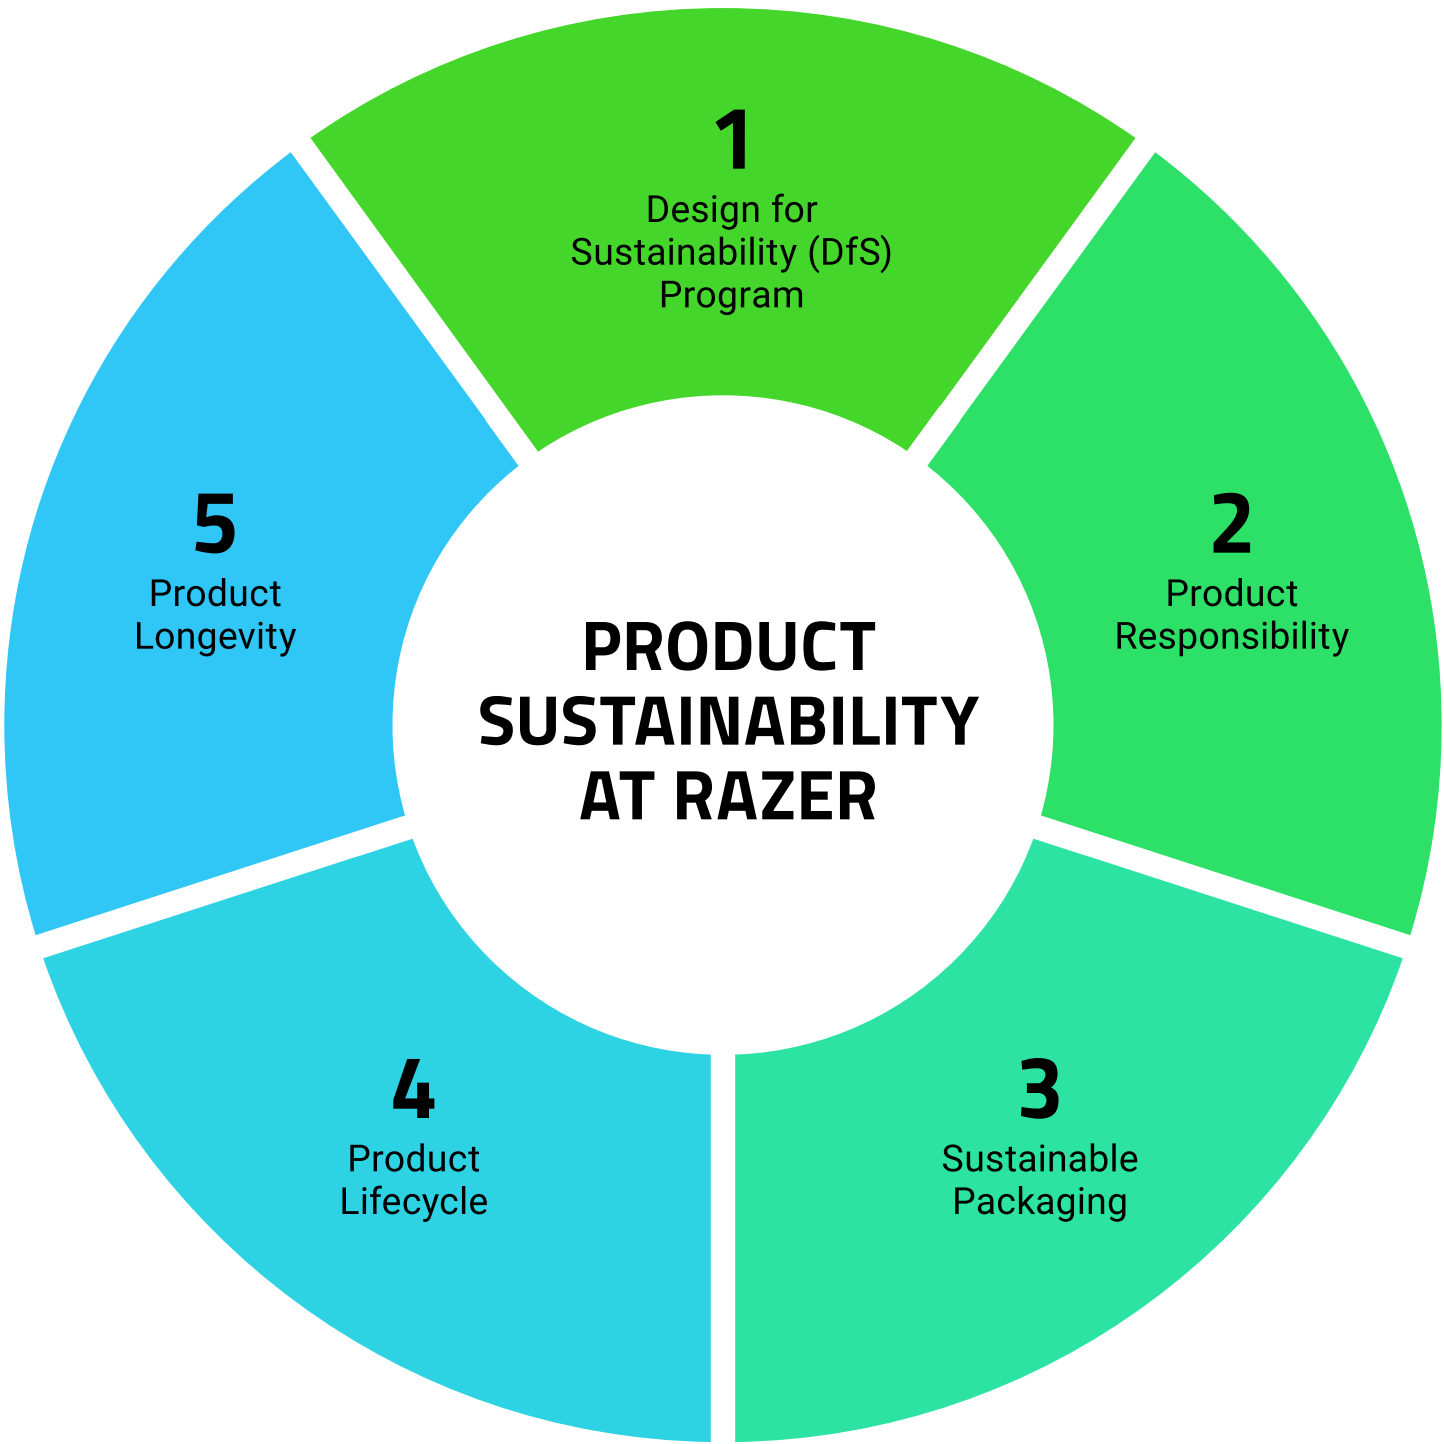 1
Design for
Sustainability (DfS)
Program
2
Product
Responsibility
3
Sustainable
Packaging
4
Product
Lifecycle
5
Product
Longevity
PRODUCT
SUSTAINABILITY
AT RAZER